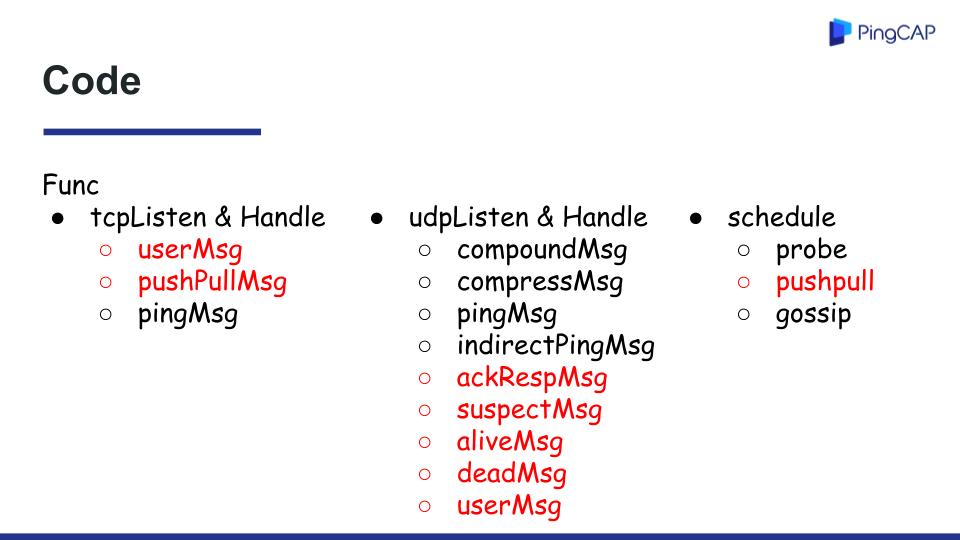 PingCAP
Code
Func
● tcpListen & Handle
○ userMsg
○ pushPullMsg
○ pingMsg
● udpListen & Handle
○ compoundMsg
○ compressMsg
○ pingMsg
○ indirectPingMsg
○ ackRespMsg
○ suspectMsg
○ aliveMsg
○ deadMsg
○ userMsg
● schedule
○ probe
○ pushpull
○ gossip